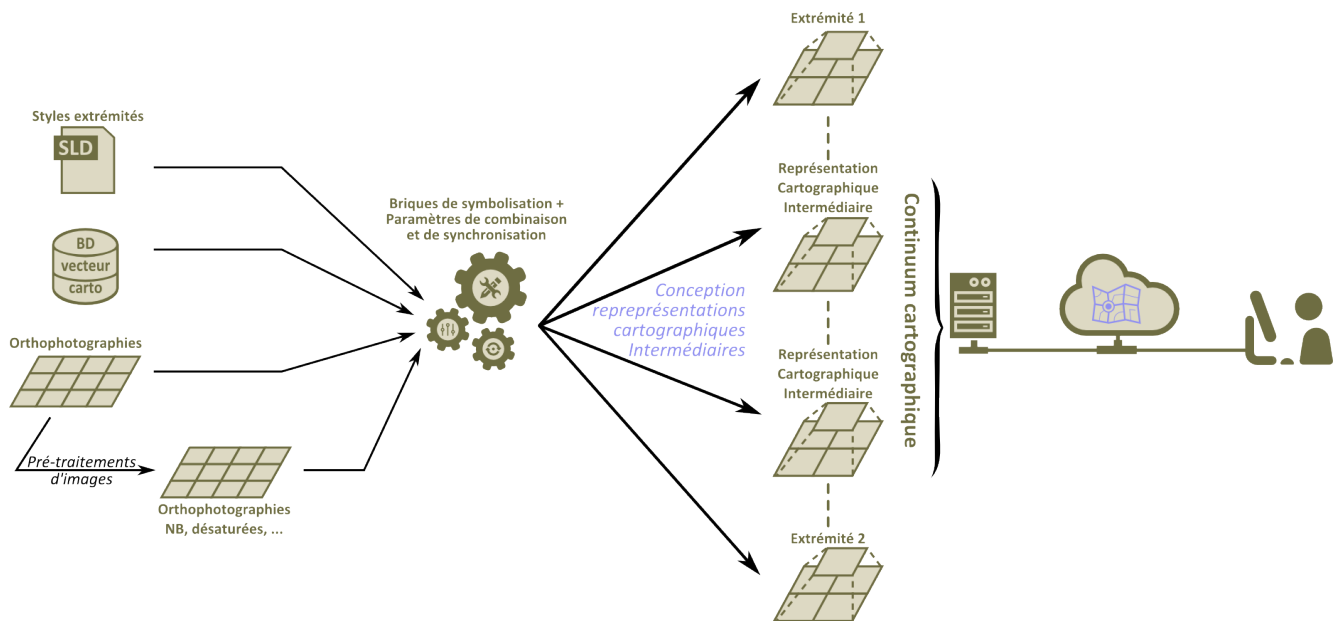 Styles extrémités
SLD
BD
vecteur
carto
Orthophotographies
Pré-traitements
d'images
Orthophotographies
NB, désaturées, ...
Briques de symbolisation +
Paramètres de combinaison
et de synchronisation
Conception
repreprésentations
cartographiques
Intermédiaires
Extrémité 1
Représentation
Cartographique
Intermédiaire
Représentation
Cartographique
Intermédiaire
Extrémité 2
Continuum cartographique